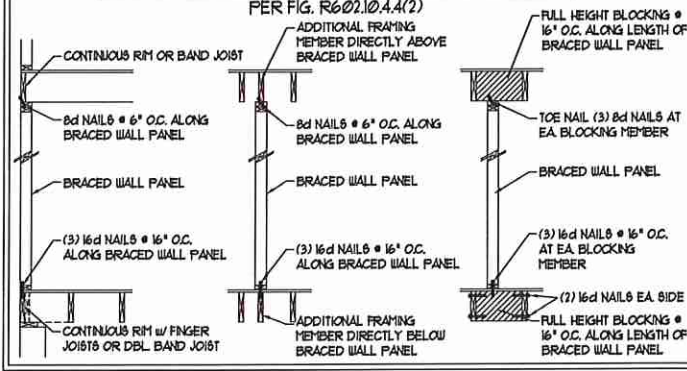 PER FIG. R602.10.4.4(2)
CONTINUOUS RIM OR BAND JOIST
8d NAILS @ 6" O.C. ALONG
BRACED WALL PANEL
BRACED WALL PANEL
(3) 16d NAILS @ 16" O.C.
ALONG BRACED WALL PANEL
CONTINUOUS RIM w/ FINGER
JOISTS OR DBL. BAND JOIST
ADDITIONAL FRAMING
MEMBER DIRECTLY ABOVE
BRACED WALL PANEL
8d NAILS @ 6" O.C. ALONG
BRACED WALL PANEL
BRACED WALL PANEL
(3) 16d NAILS @ 16" O.C.
ALONG BRACED WALL PANEL
ADDITIONAL FRAMING
MEMBER DIRECTLY BELOW
BRACED WALL PANEL
FULL HEIGHT BLOCKING @
16" O.C. ALONG LENGTH OF
BRACED WALL PANEL
TOE NAIL (3) 8d NAILS AT
EA. BLOCKING MEMBER
BRACED WALL PANEL
(3) 16d NAILS @ 16" O.C.
AT EA. BLOCKING
MEMBER
(2) 16d NAILS EA. SIDE
FULL HEIGHT BLOCKING @
16" O.C. ALONG LENGTH OF
BRACED WALL PANEL